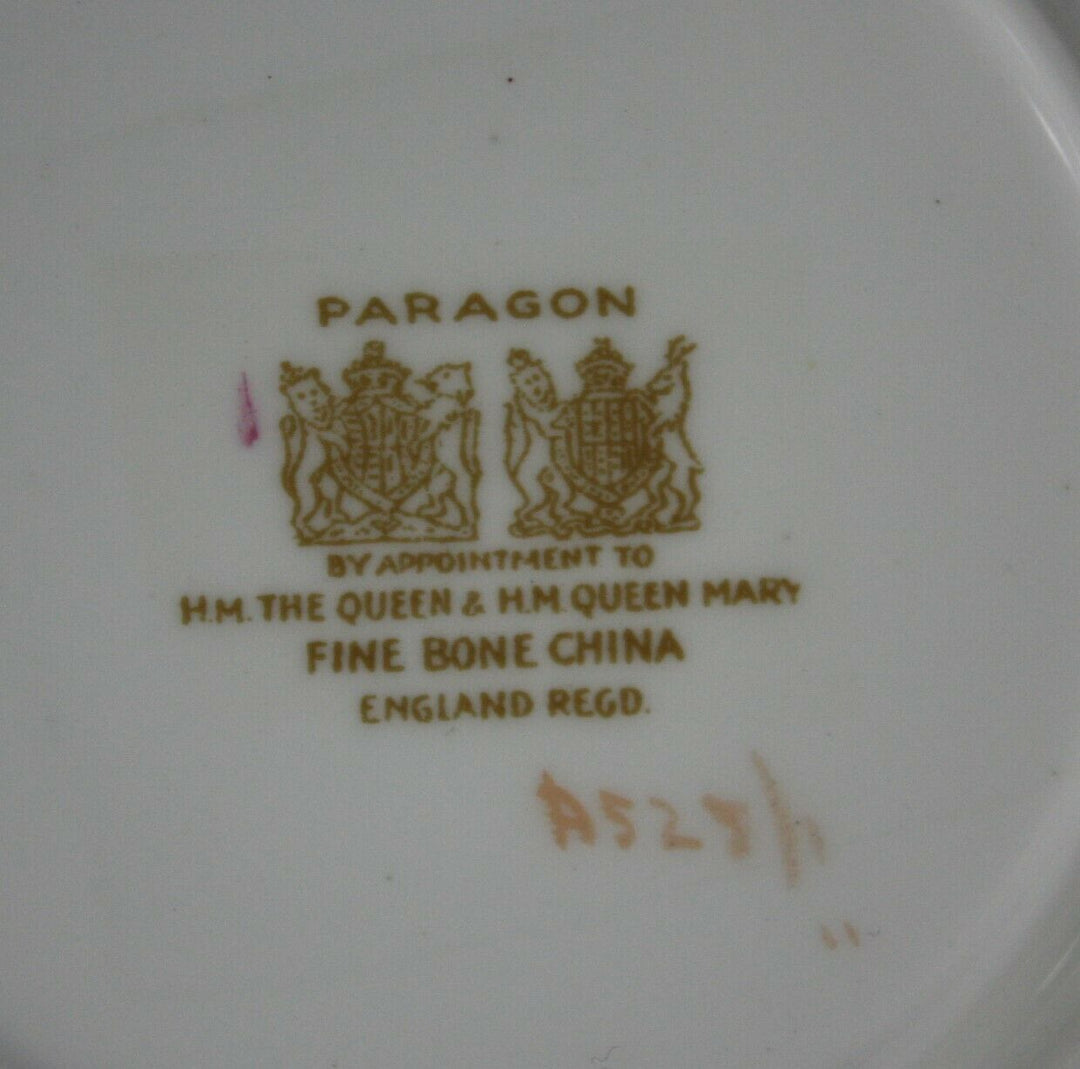 PARAGON
BY APPOINTMENT TO
H.M. THE QUEEN & H.M. QUEEN MARY
FINE BONE CHINA
ENGLAND REGD.